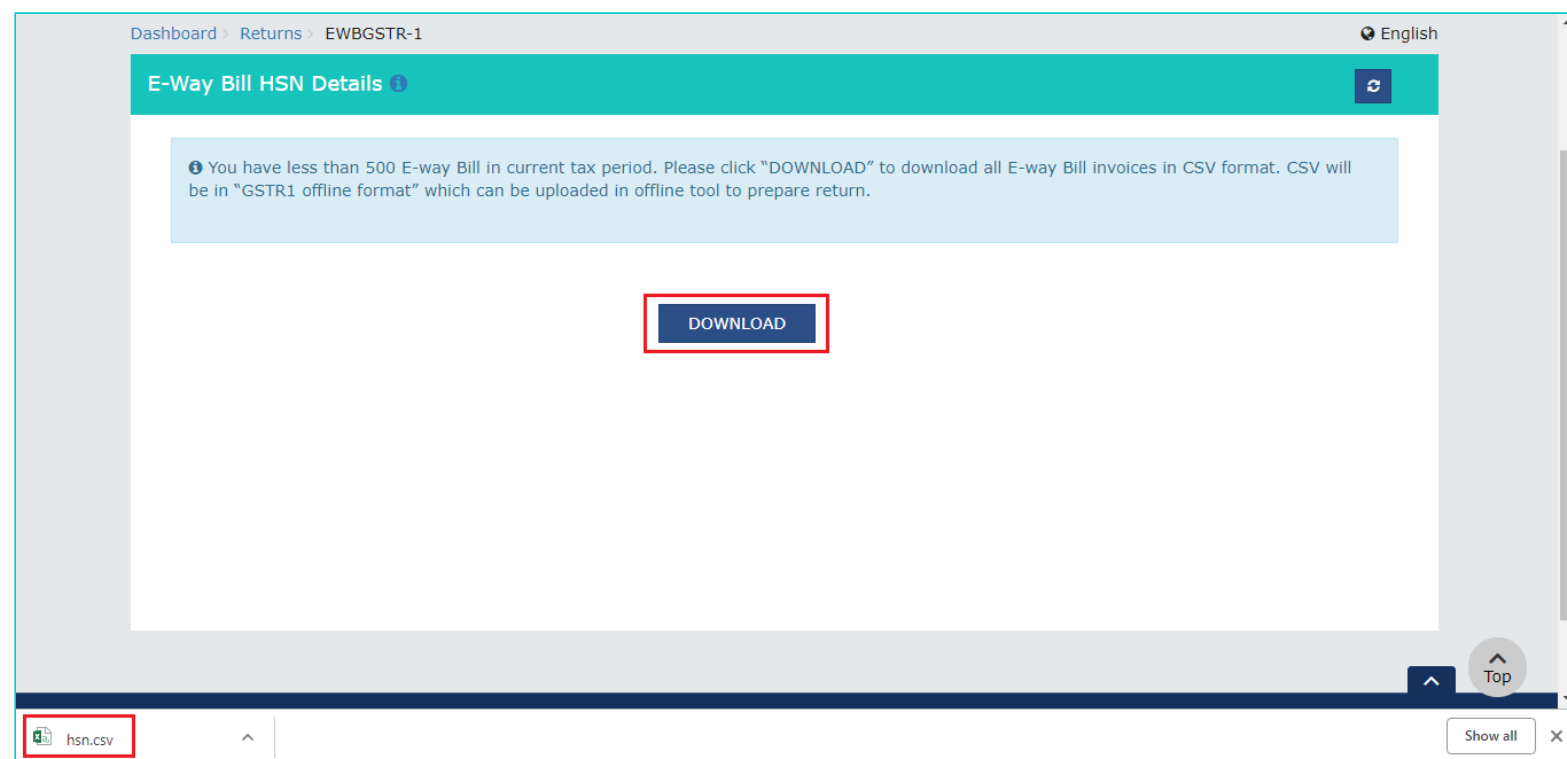 Dashboard > Returns > EWBGSTR-1
English
E-Way Bill HSN Details
You have less than 500 E-way Bill in current tax period. Please click “DOWNLOAD” to download all E-way Bill invoices in CSV format. CSV will
be in “GSTR1 offline format” which can be uploaded in offline tool to prepare return.
DOWNLOAD
Top
hsn.csv
Show all